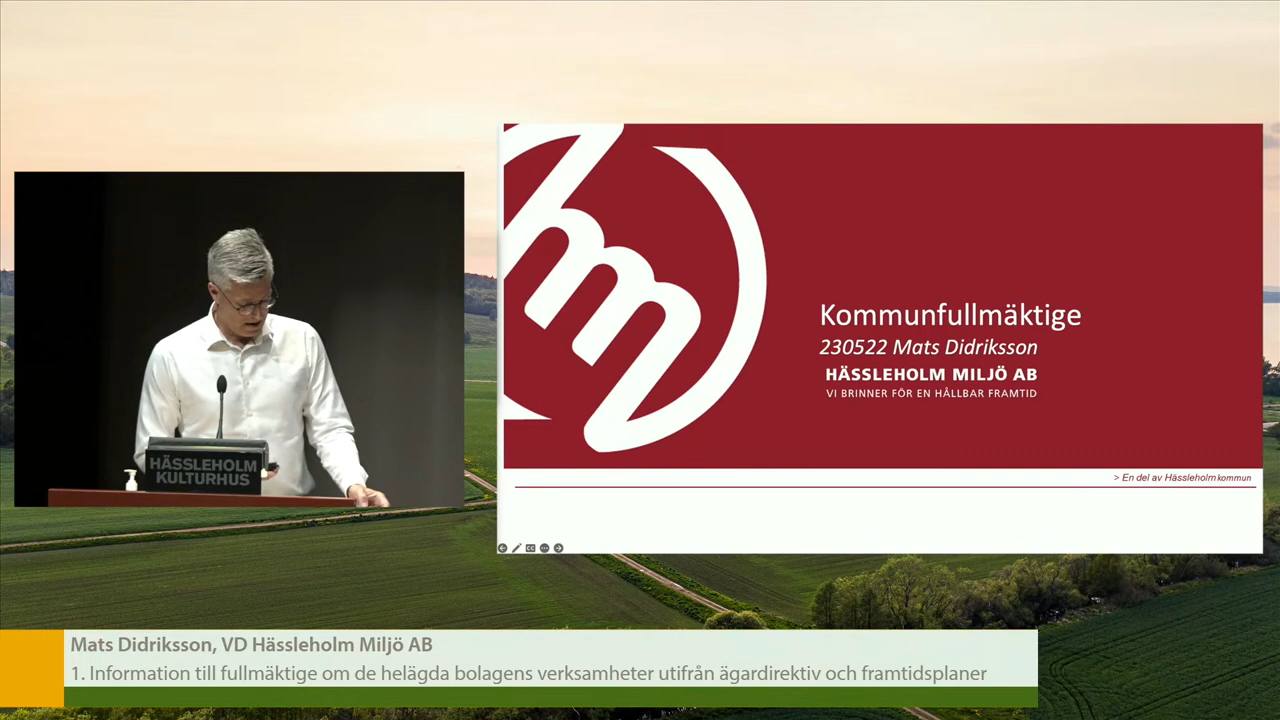 HÄSSLEHOLM
KULTURHUS
Kommunfullmäktige
230522 Mats Didriksson
HÄSSLEHOLM MILJÖ AB
VI BRINNER FÖR EN HÅLLBAR FRAMTID
> En del av Hässleholm kommun
Mats Didriksson, VD Hässleholm Miljö AB
1. Information till fullmäktige om de helägda bolagens verksamheter utifrån ägardirektiv och framtidsplaner